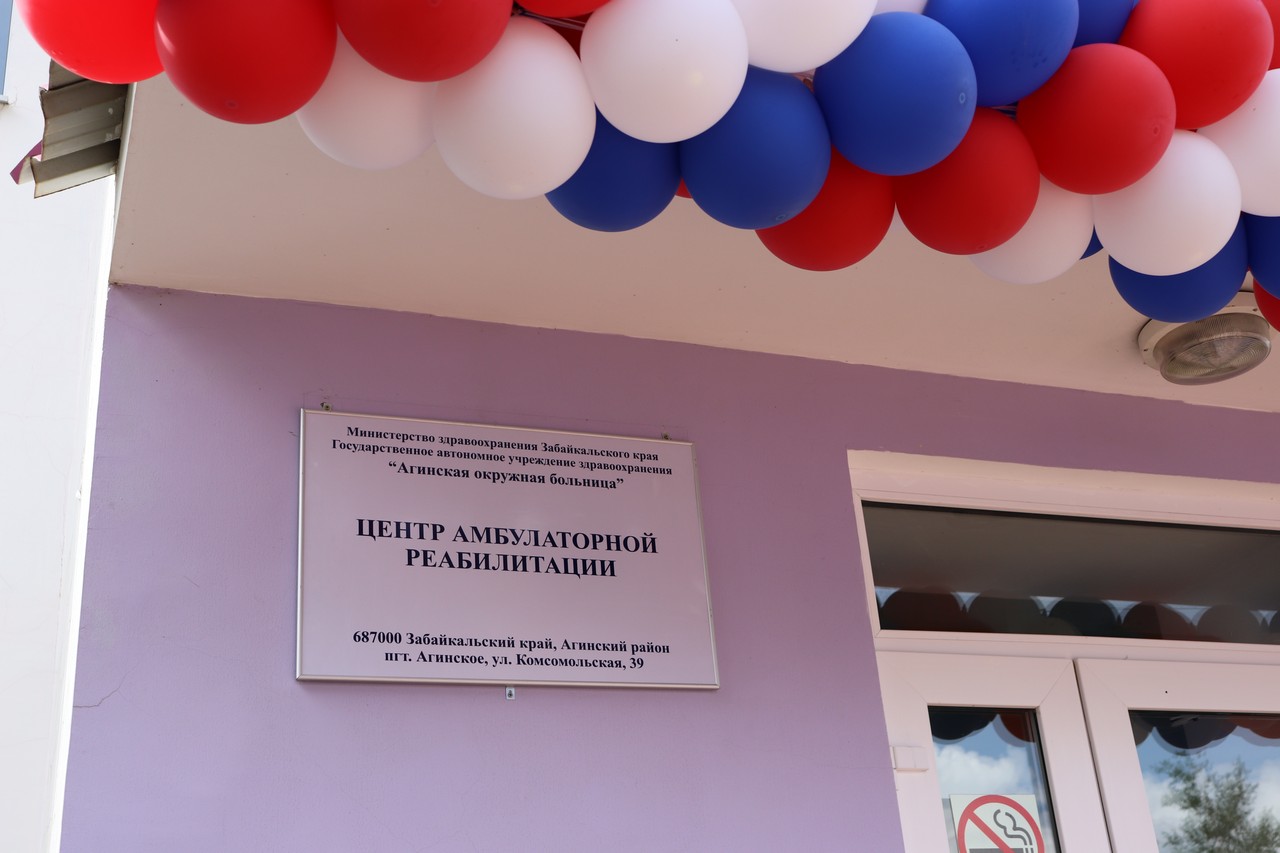 Министерство здравоохранения Забайкальского края
Государственное автономное учреждение здравоохранения
“Агинская окружная больница”
ЦЕНТР АМБУЛАТОРНОЙ
РЕАБИЛИТАЦИИ
687000 Забайкальский край, Агинский район
пгт. Агинское, ул. Комсомольская, 39